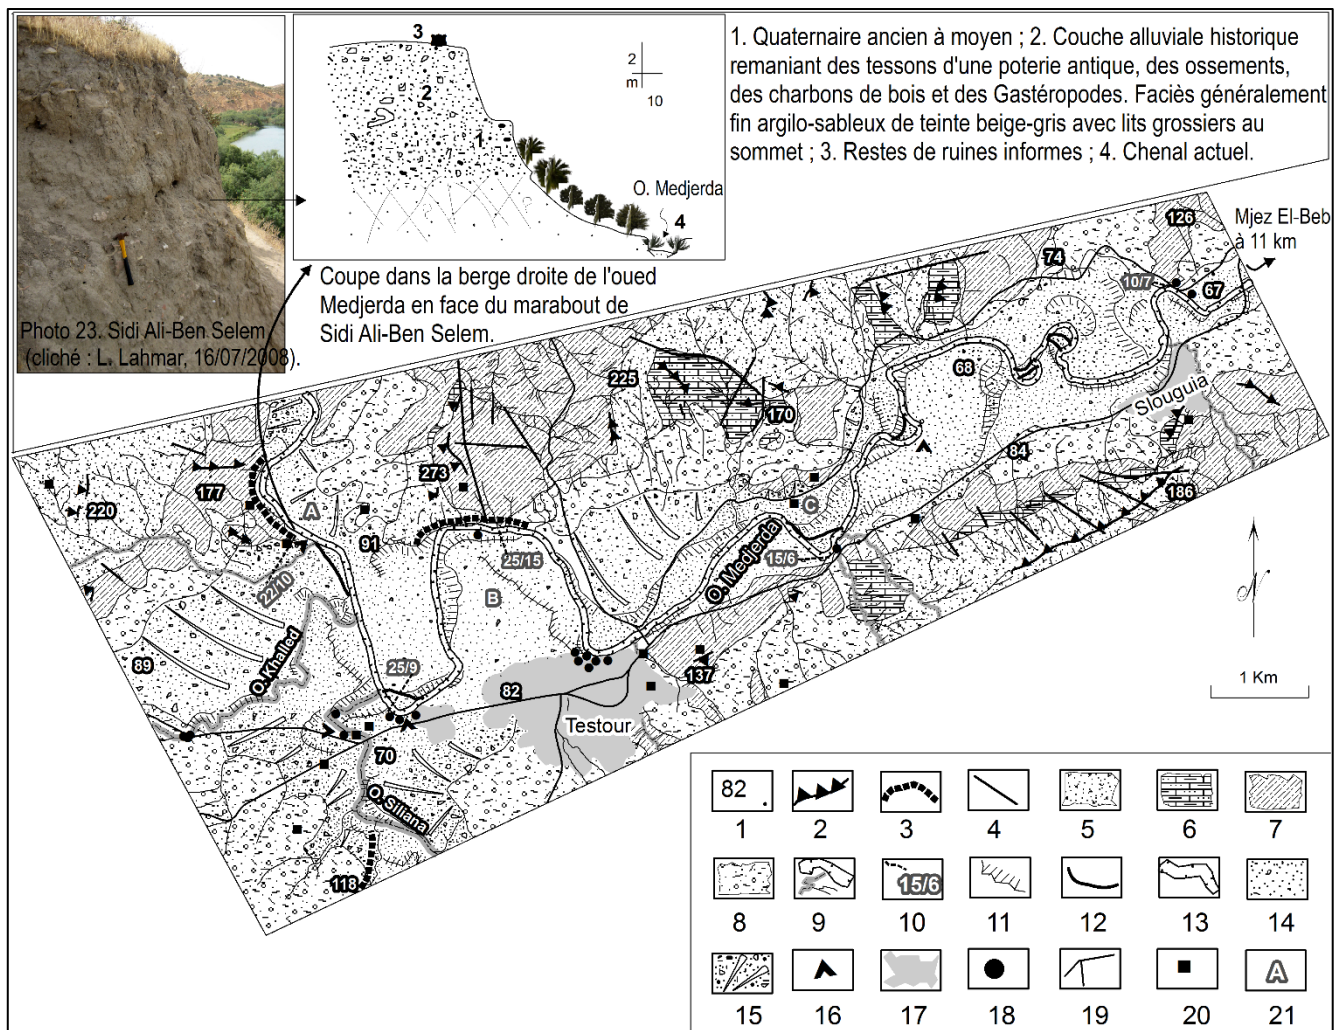 3
2
m
10
2
1
O. Medjerda
4
1. Quaternaire ancien à moyen ; 2. Couche alluviale historique
remaniant des tessons d'une poterie antique, des ossements,
des charbons de bois et des Gastéropodes. Faciès généralement
fin argilo-sableux de teinte beige-gris avec lits grossiers au
sommet ; 3. Restes de ruines informes ; 4. Chenal actuel.
Photo 23. Sidi Ali-Ben Selem
(cliché : L. Lahmar, 16/07/2008).
Coupe dans la berge droite de l'oued
Medjerda en face du marabout de
Sidi Ali-Ben Selem.
Mjez El-Beb
à 11 km
126
74
10/7
67
68
225
170
Slouguia
84
186
273
177
220
A
91
C
25/15
O. Medjerda
15/6
22/10
B
O. Khalled
89
25/9
137
82
Testour
70
O. Siliana
118
N
1 Km
82
1 2 3 4 5 6 7
15/6
8 9 10 11 12 13 14
A
15 16 17 18 19 20 21